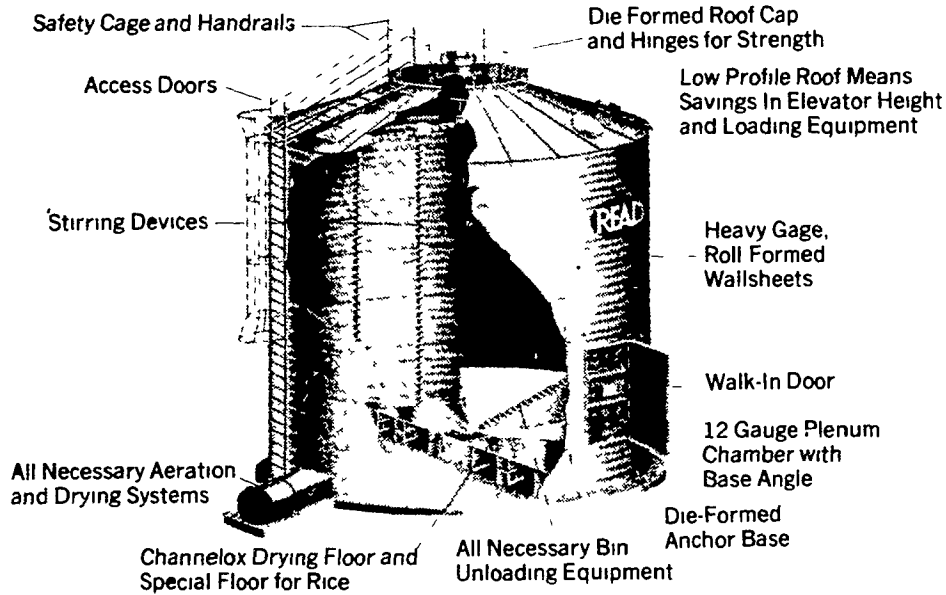 Safety Cage and Handrails
Die Formed Roof Cap
and Hinges for Strength
Access Doors
Low Profile Roof Means
Savings In Elevator Height
and Loading Equipment
Stirring Devices
READ
Heavy Gage,
Roll Formed
Wallsheets
Walk-In Door
12 Gauge Plenum
Chamber with
Base Angle
All Necessary Aeration
and Drying Systems
Die-Formed
Anchor Base
Channelox Drying Floor and
Special Floor for Rice
All Necessary Bin
Unloading Equipment